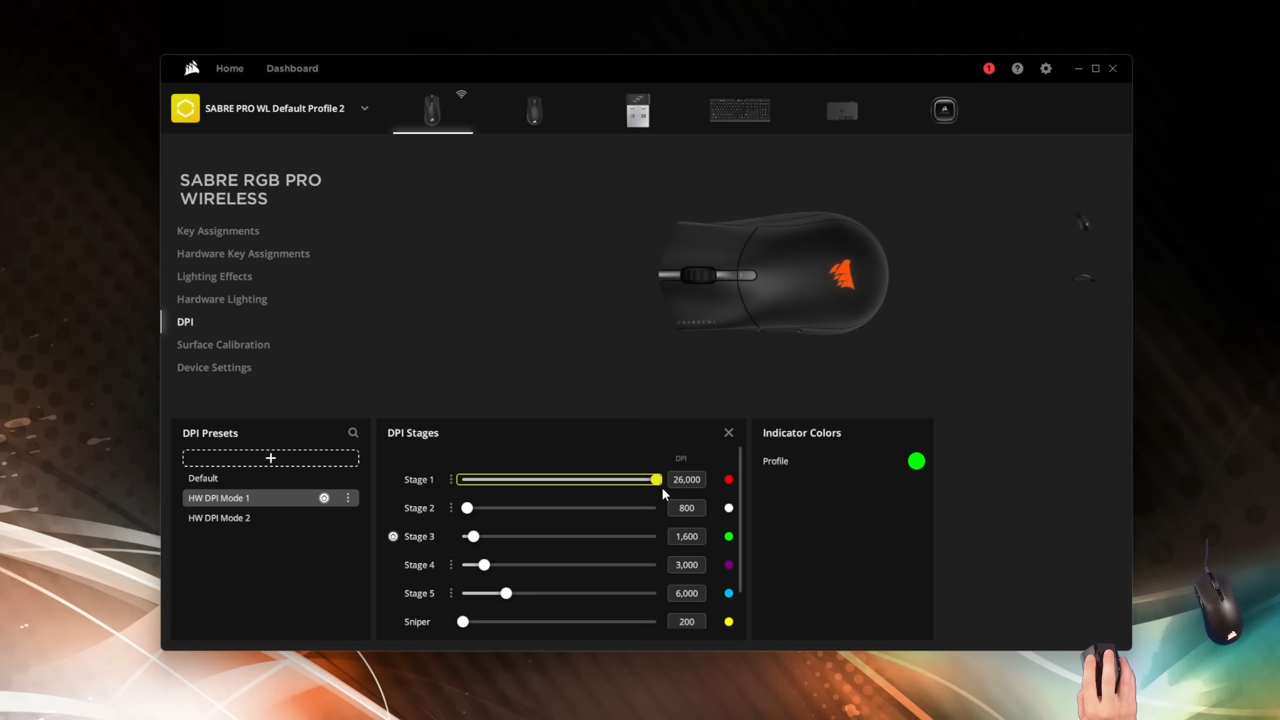 Home Dashboard 1 ?
SABRE PRO WL Default Profile 2
SABRE RGB PRO
WIRELESS
Key Assignments
Hardware Key Assignments
Lighting Effects
Hardware Lighting
DPI
Surface Calibration
Device Settings
DPI Presets
+
Default
HW DPI Mode 1
HW DPI Mode 2
DPI Stages
DPI
Stage 1 26,000
Stage 2 800
Stage 3 1,600
Stage 4 3,000
Stage 5 6,000
Sniper 200
Indicator Colors
Profile